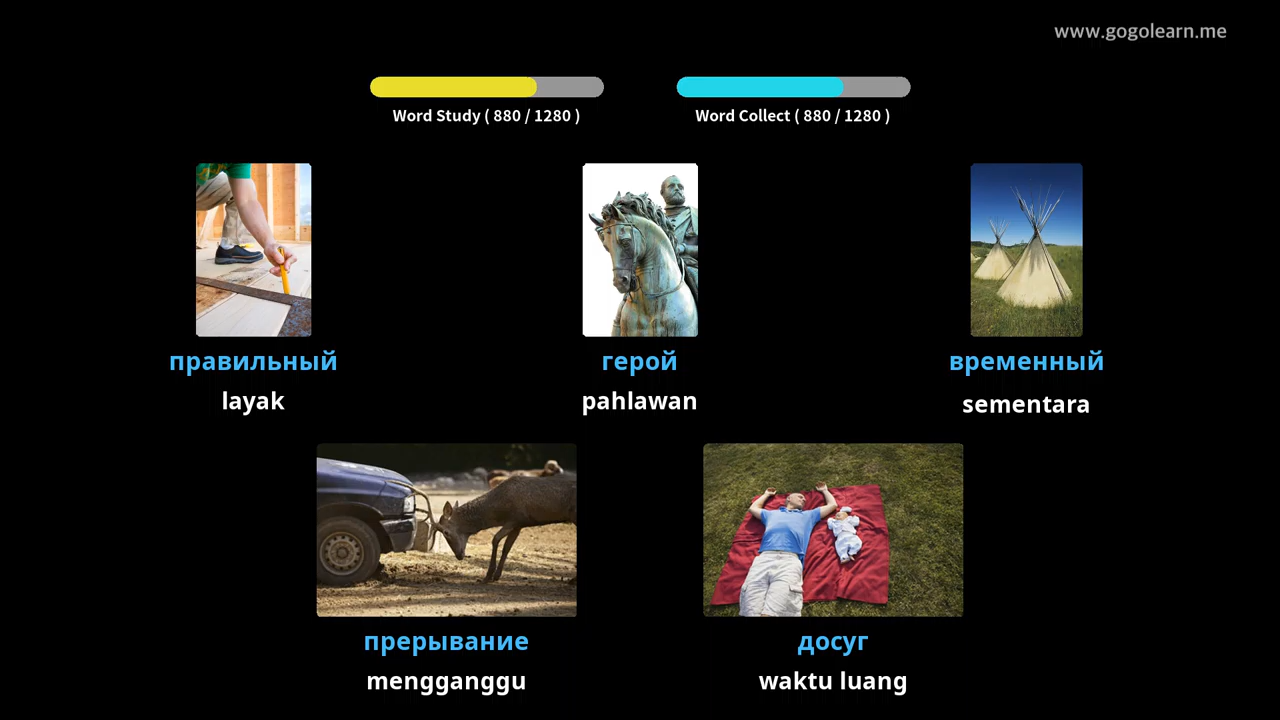 www.gogolearn.me
Word Study ( 880 / 1280 )
Word Collect ( 880 / 1280 )
правильный
layak
герой
pahlawan
временный
sementara
прерывание
mengganggu
досуг
waktu luang